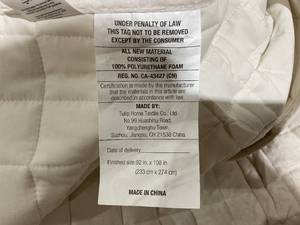 UNDER PENALTY OF LAW
THIS TAG NOT TO BE REMOVED
EXCEPT BY THE CONSUMER
ALL NEW MATERIAL
CONSISTING OF
100% POLYURETHANE FOAM
REG. NO. CA-43427 (CN)
Certification is made by the manufacturer
that the materials in this article are
described in accordance with law.
MADE BY:
Tulip Home Textile Co., Ltd
No.99 Huashnu Road,
Yangchenghu Town,
Suzhou, Jiangsu, CH 21538 China
Date of delivery
Finished size 92 in. x 108 in
(233 cm x 274 cm)
MADE IN CHINA